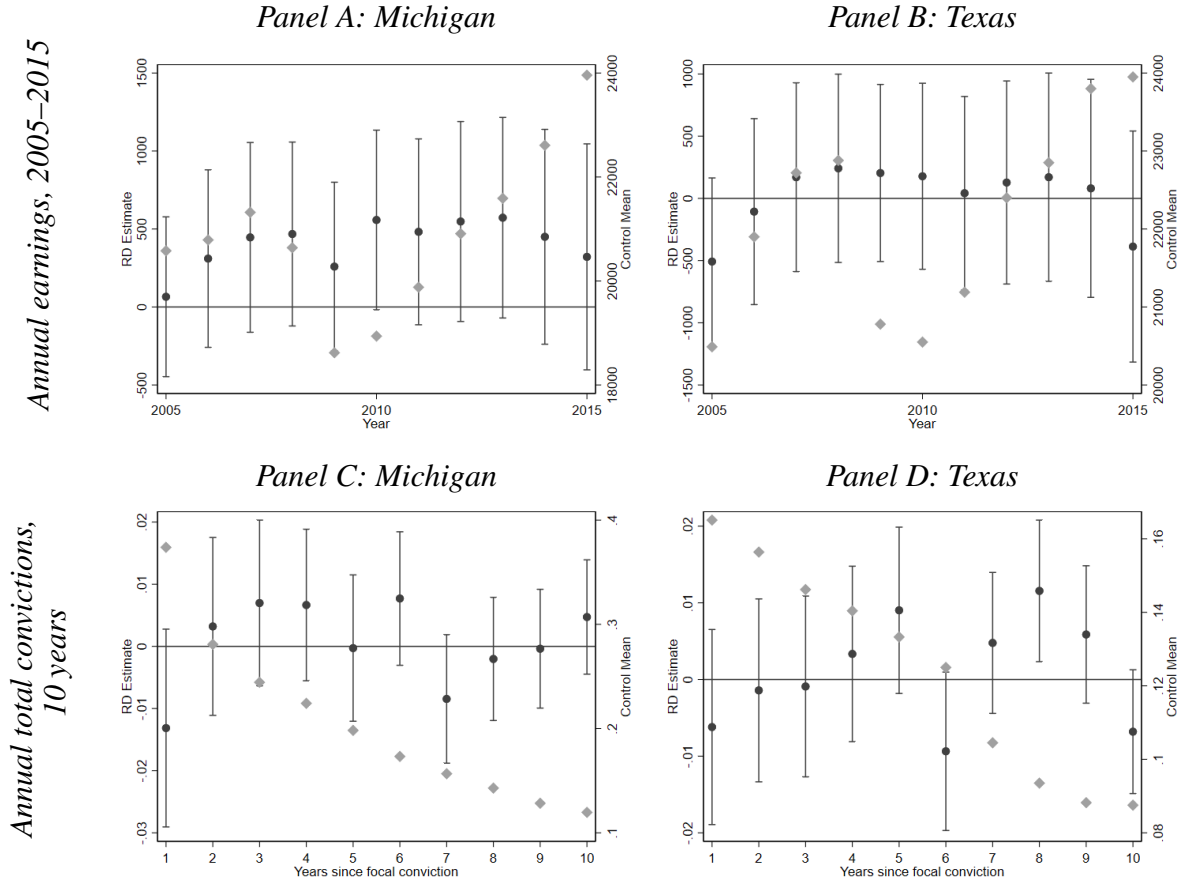 Panel A: Michigan
Panel B: Texas
Annual earnings, 2005–2015
RD Estimate
-500 0 500 1000 1500
Control Mean
18000 20000 22000 24000
2005 2010 2015
Year
RD Estimate
-1500 -1000 -500 0 500 1000
Control Mean
20000 21000 22000 23000 24000
2005 2010 2015
Year
Panel C: Michigan
Panel D: Texas
Annual total convictions,
10 years
RD Estimate
-.03 -.02 -.01 0 .01 .02
Control Mean
.1 .2 .3 .4
1 2 3 4 5 6 7 8 9 10
Years since focal conviction
RD Estimate
-.02 -.01 0 .01 .02
Control Mean
.08 .1 .12 .14 .16
1 2 3 4 5 6 7 8 9 10
Years since focal conviction